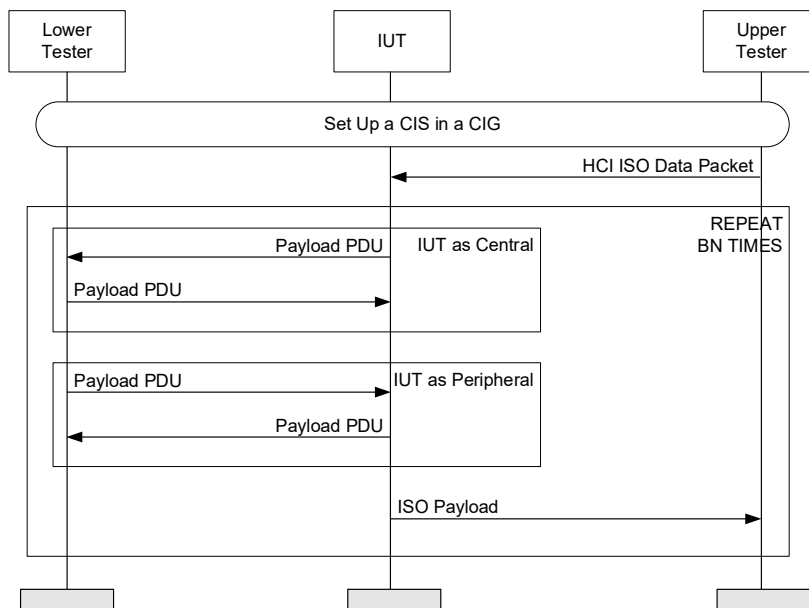 Lower
Tester
IUT
Upper
Tester
Set Up a CIS in a CIG
HCI ISO Data Packet
REPEAT
BN TIMES
Payload PDU
IUT as Central
Payload PDU
Payload PDU
IUT as Peripheral
Payload PDU
ISO Payload